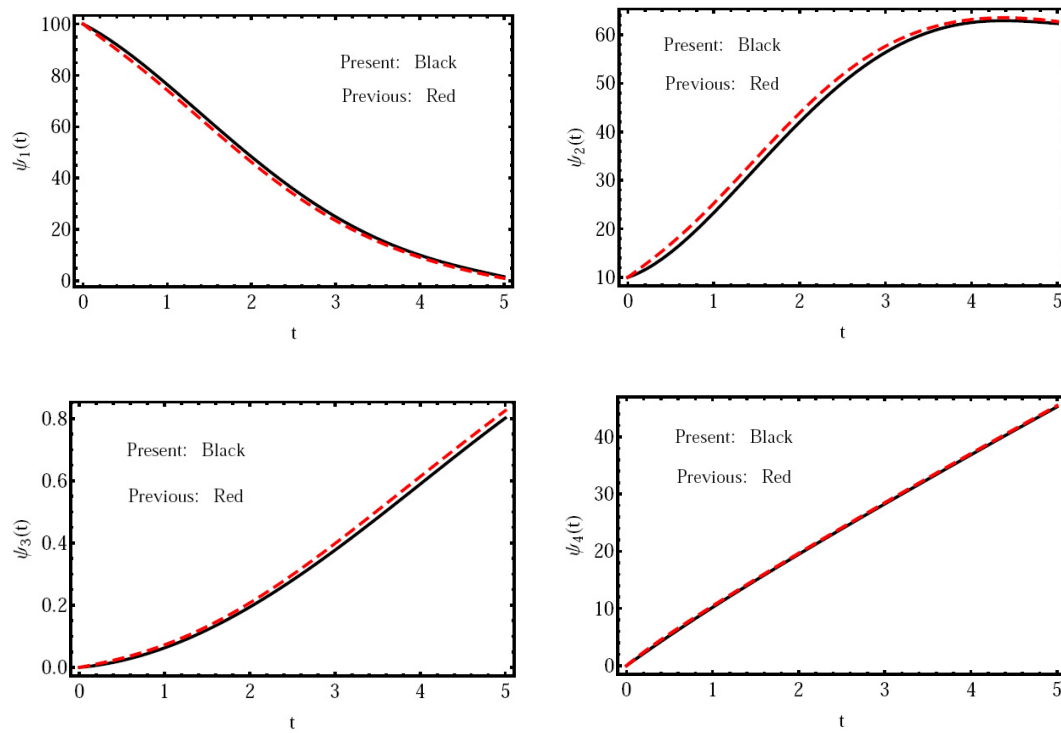 100
80
60
40
20
0
ψ1(t)
Present: Black
Previous: Red
0 1 2 3 4 5
t
60
50
40
30
20
10
ψ2(t)
Present: Black
Previous: Red
0 1 2 3 4 5
t
0.8
0.6
0.4
0.2
0.0
ψ3(t)
Present: Black
Previous: Red
0 1 2 3 4 5
t
40
30
20
10
0
ψ4(t)
Present: Black
Previous: Red
0 1 2 3 4 5
t